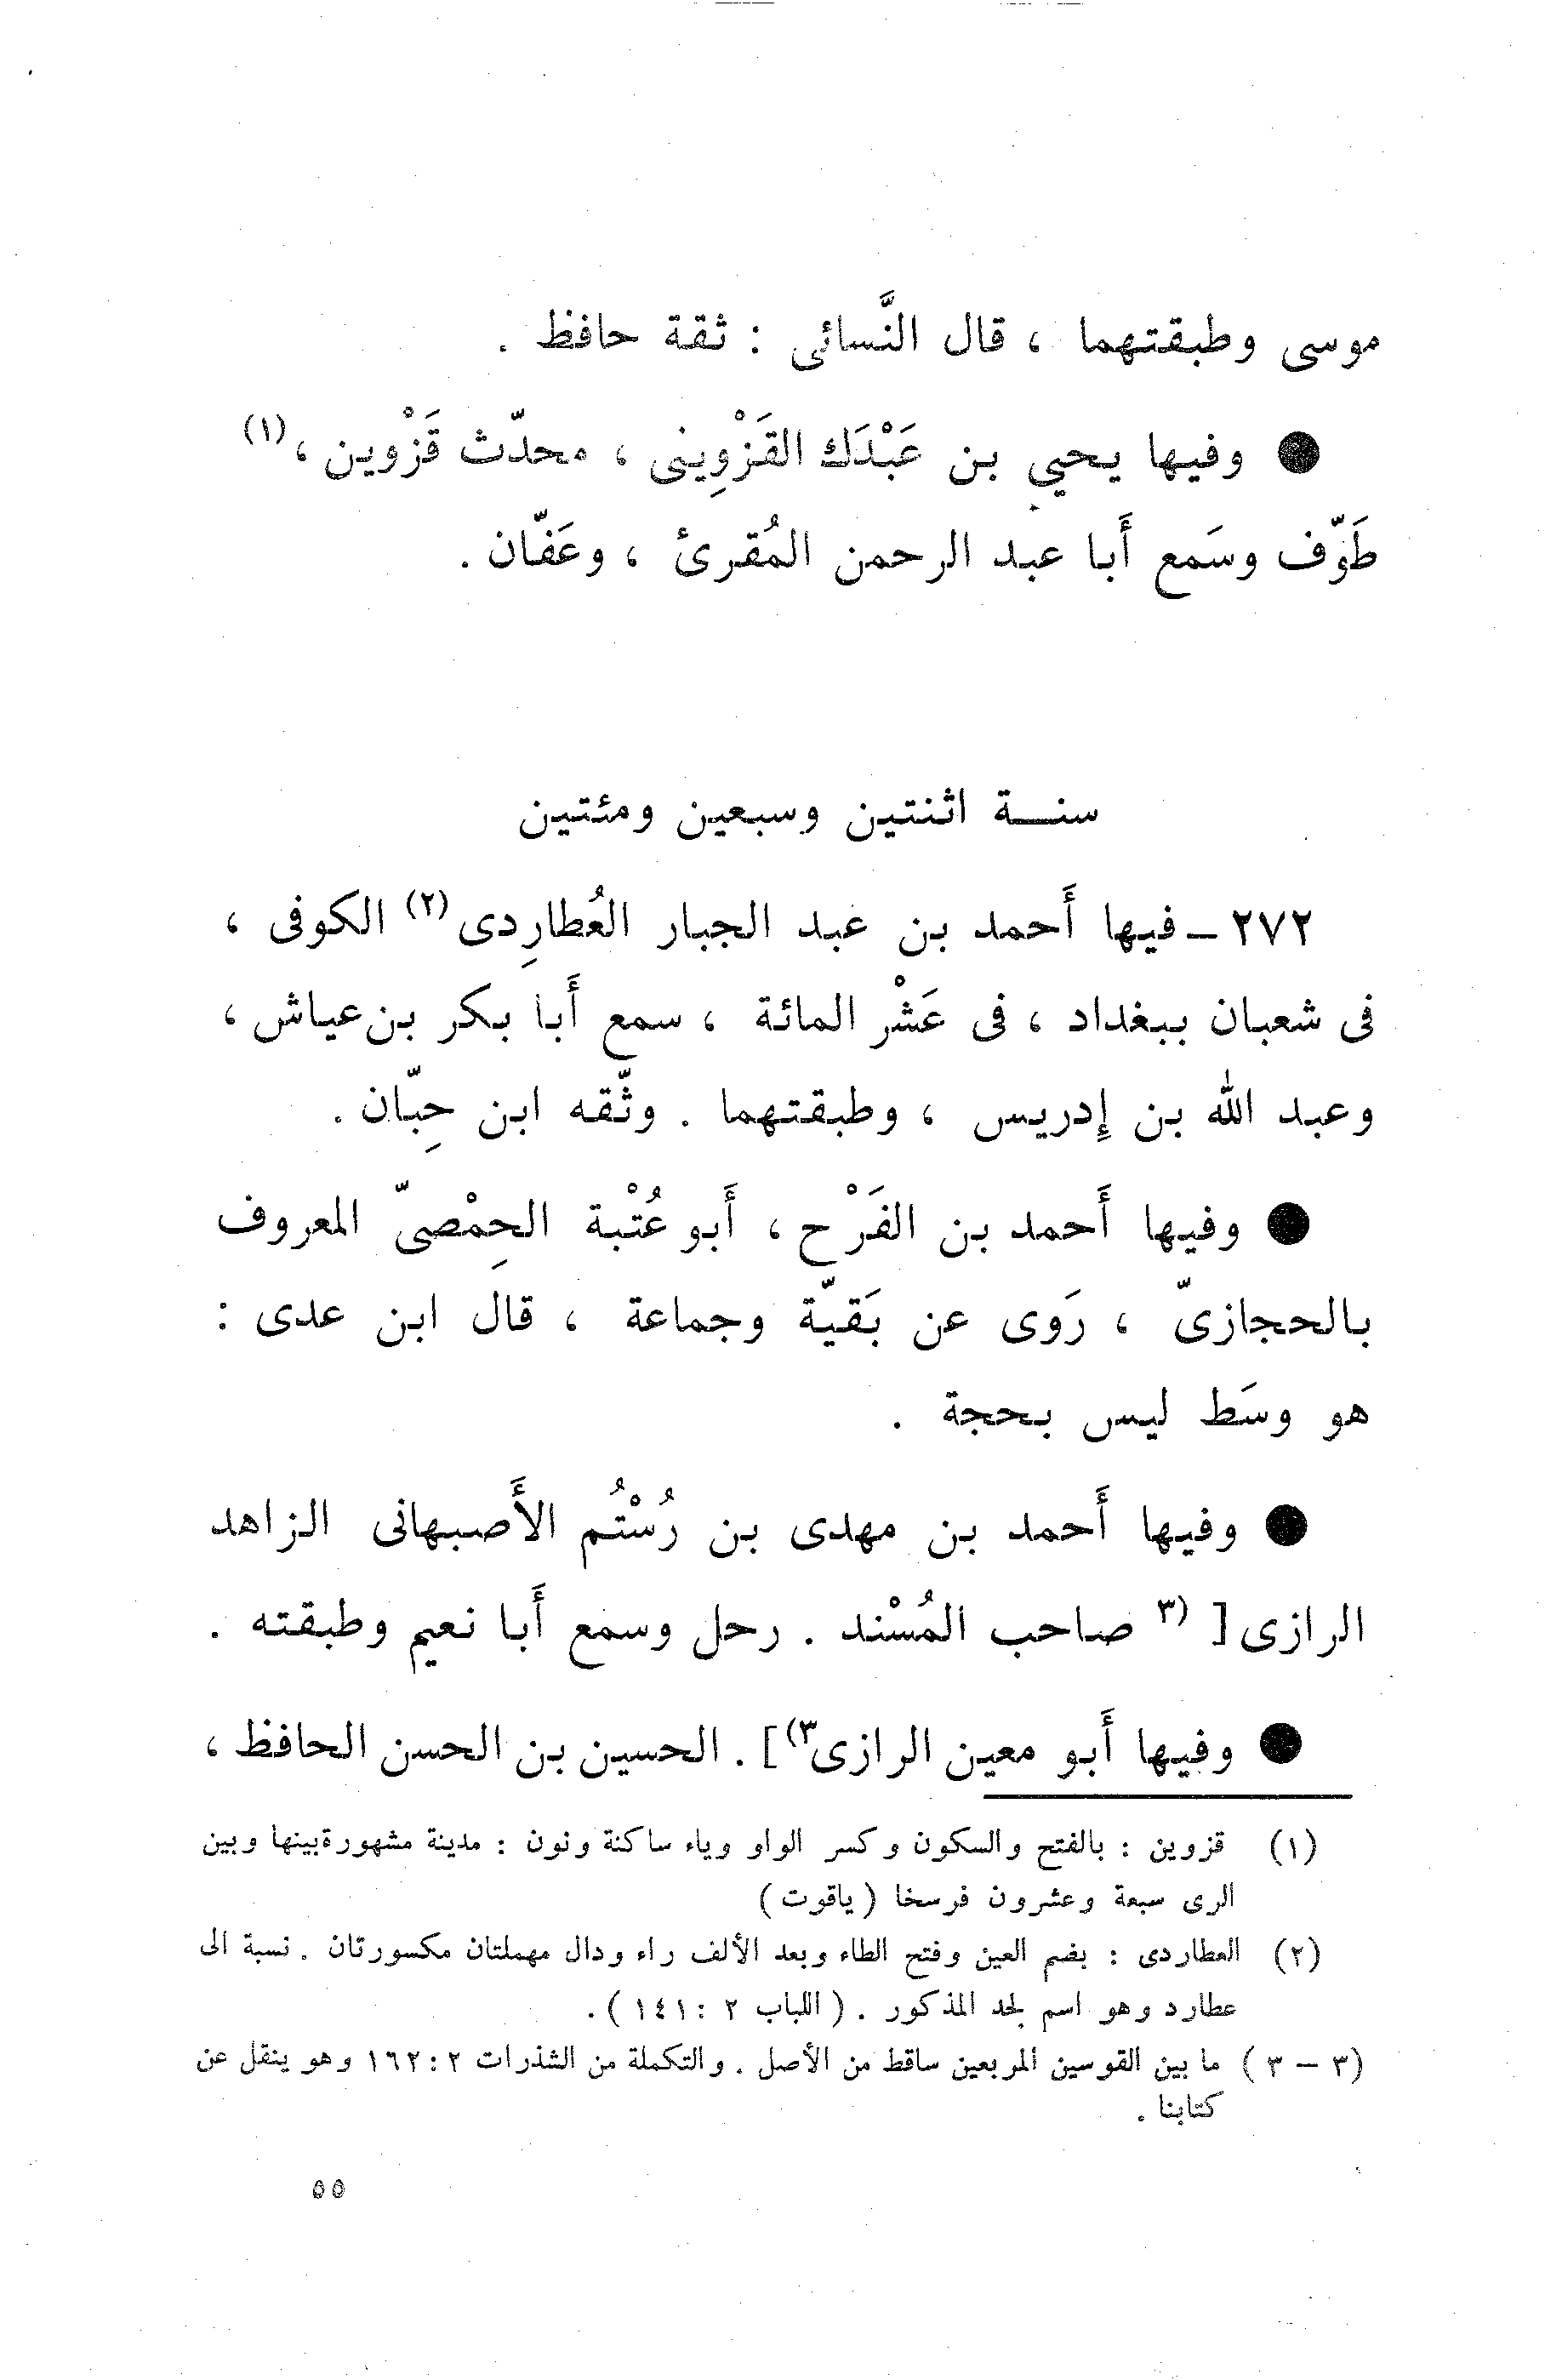 موسى وطبقتهما ، قال النَّسائى : ثقة حافظ .
● وفيها يحيي بن عَبْدَك القَزْوِينى ، محدّث قَزْوين ،(١)
طَوّف وسَمع أَبا عبد الرحمن المُقرئ ، وعَفّان .
سنـــة اثنتين وسبعين ومئتين
٢٧٢ - فيها أَحمد بن عبد الجبار العُطارِدى (٢) الكوفى ،
فى شعبان ببغداد ، فى عَشْر المائة ، سمع أَبا بكر بن عياش ،
وعبد الله بن إِدريس ، وطبقتهما . وثّقه ابن حِبّان .
● وفيها أَحمد بن الفَرْح ، أَبو عُتْبة الحِمْصىّ المعروف
بالحجازىّ ، رَوى عن بَقيّة وجماعة ، قال ابن عدى :
هو وسَط ليس بحجة .
● وفيها أَحمد بن مهدى بن رُسْتُم الأَصبهانى الزاهد
الرازى [ (٣ صاحب المُسْند . رحل وسمع أَبا نعيم وطبقته .
● وفيها أَبو معين الرازى٣) ] . الحسين بن الحسن الحافظ ،
(١) قزوين : بالفتح والسكون وكسر الواو وياء ساكنة ونون : مدينة مشهورة بينها وبين
الرى سبعة وعشرون فرسخا ( ياقوت )
(٢) العطاردى : بضم العين وفتح الطاء وبعد الألف راء ودال مهملتان مكسورتان . نسبة الى
عطارد وهو اسم لجد المذكور . ( اللباب ٢ : ١٤١ ) .
(٣ - ٣ ) ما بين القوسين المربعين ساقط من الأصل . والتكملة من الشذرات ٢ : ١٦٢ وهو ينقل عن
كتابنا .
٥٥